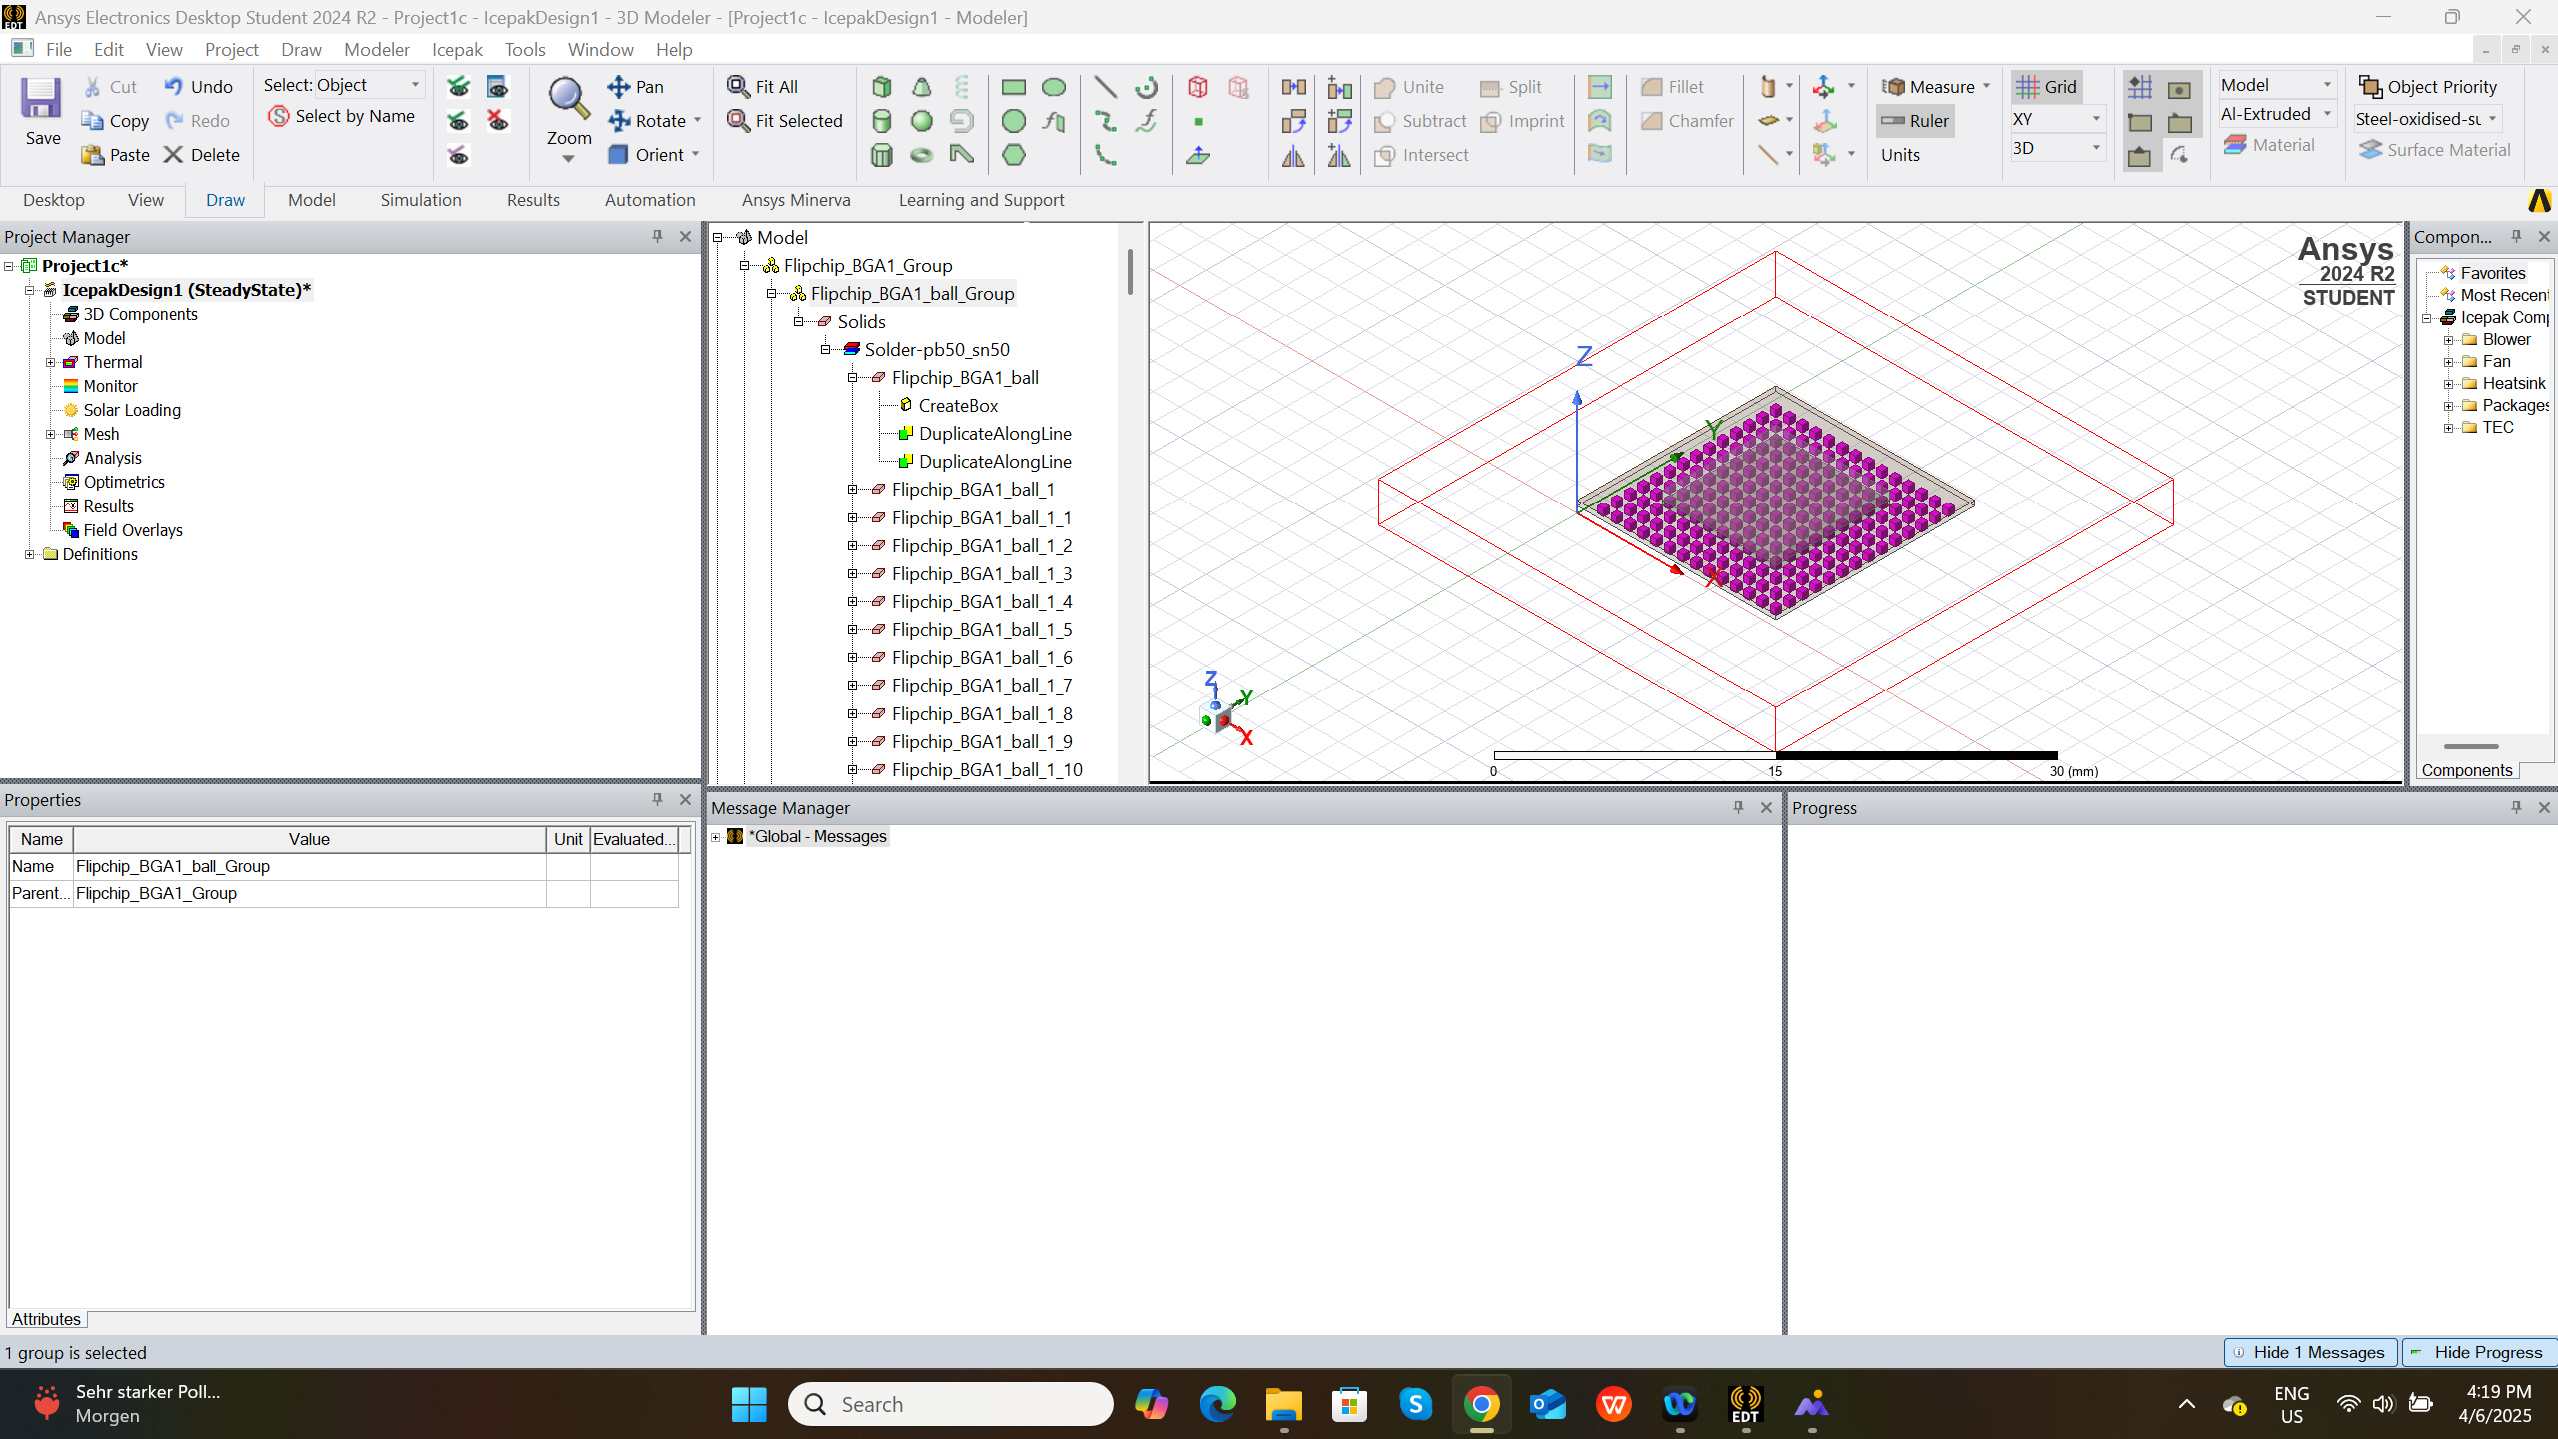 Ansys Electronics Desktop Student 2024 R2 - Project1c - IcepakDesign1 - 3D Modeler - [Project1c - IcepakDesign1 - Modeler]
File Edit View Project Draw Modeler Icepak Tools Window Help
Save
Cut
Copy
Paste
Undo
Redo
Delete
Select: Object
Select by Name
Zoom
Pan
Rotate
Orient
Fit All
Fit Selected
Unite
Subtract
Intersect
Split
Imprint
Fillet
Chamfer
Measure
Ruler
Units
Grid
XY
3D
Model
Al-Extruded
Material
Object Priority
Steel-oxidised-su
Surface Material
Desktop View Draw Model Simulation Results Automation Ansys Minerva Learning and Support
Project Manager
Project1c*
IcepakDesign1 (SteadyState)*
3D Components
Model
Thermal
Monitor
Solar Loading
Mesh
Analysis
Optimetrics
Results
Field Overlays
Definitions
Model
Flipchip_BGA1_Group
Flipchip_BGA1_ball_Group
Solids
Solder-pb50_sn50
Flipchip_BGA1_ball
CreateBox
DuplicateAlongLine
DuplicateAlongLine
Flipchip_BGA1_ball_1
Flipchip_BGA1_ball_1_1
Flipchip_BGA1_ball_1_2
Flipchip_BGA1_ball_1_3
Flipchip_BGA1_ball_1_4
Flipchip_BGA1_ball_1_5
Flipchip_BGA1_ball_1_6
Flipchip_BGA1_ball_1_7
Flipchip_BGA1_ball_1_8
Flipchip_BGA1_ball_1_9
Flipchip_BGA1_ball_1_10
Ansys
2024 R2
STUDENT
Z
Y
X
Z
Y
X
0 15 30 (mm)
Compon...
Favorites
Most Recent
Icepak Comp
Blower
Fan
Heatsink
Packages
TEC
Components
Properties
Name Value Unit Evaluated...
Name Flipchip_BGA1_ball_Group
Parent... Flipchip_BGA1_Group
Attributes
Message Manager
*Global - Messages
Progress
1 group is selected
Hide 1 Messages
Hide Progress
Sehr starker Poll...
Morgen
Search
EDT
ENG
US
4:19 PM
4/6/2025